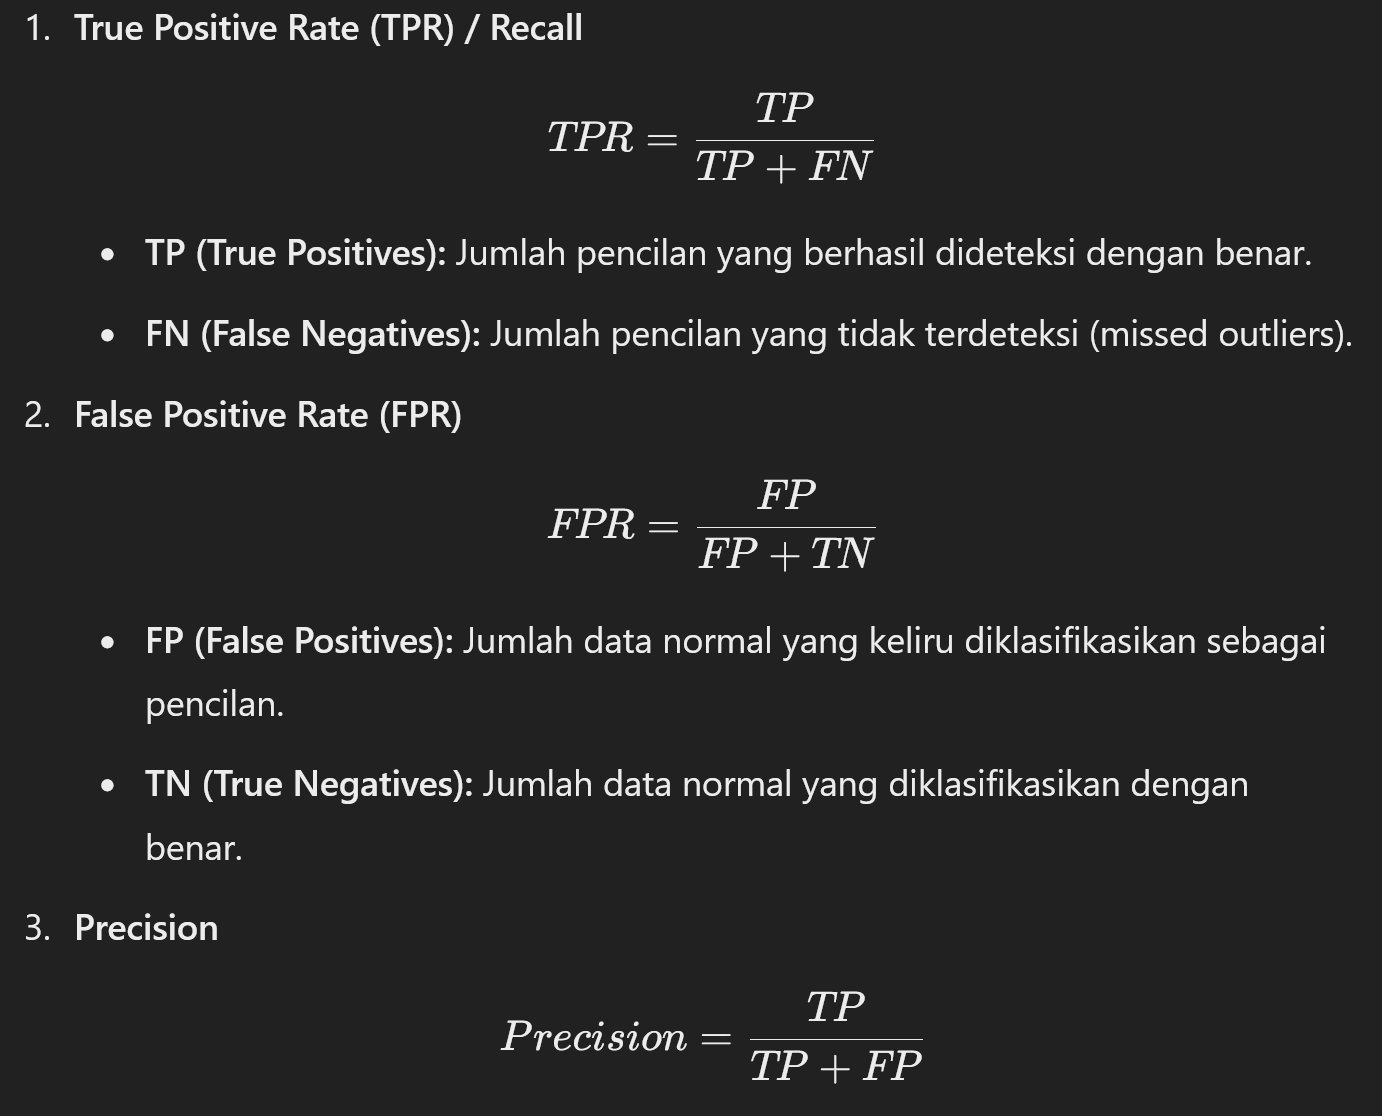 1. True Positive Rate (TPR) / Recall
TPR = TP / (TP + FN)
• TP (True Positives): Jumlah pencilan yang berhasil dideteksi dengan benar.
• FN (False Negatives): Jumlah pencilan yang tidak terdeteksi (missed outliers).
2. False Positive Rate (FPR)
FPR = FP / (FP + TN)
• FP (False Positives): Jumlah data normal yang keliru diklasifikasikan sebagai
pencilan.
• TN (True Negatives): Jumlah data normal yang diklasifikasikan dengan
benar.
3. Precision
Precision = TP / (TP + FP)